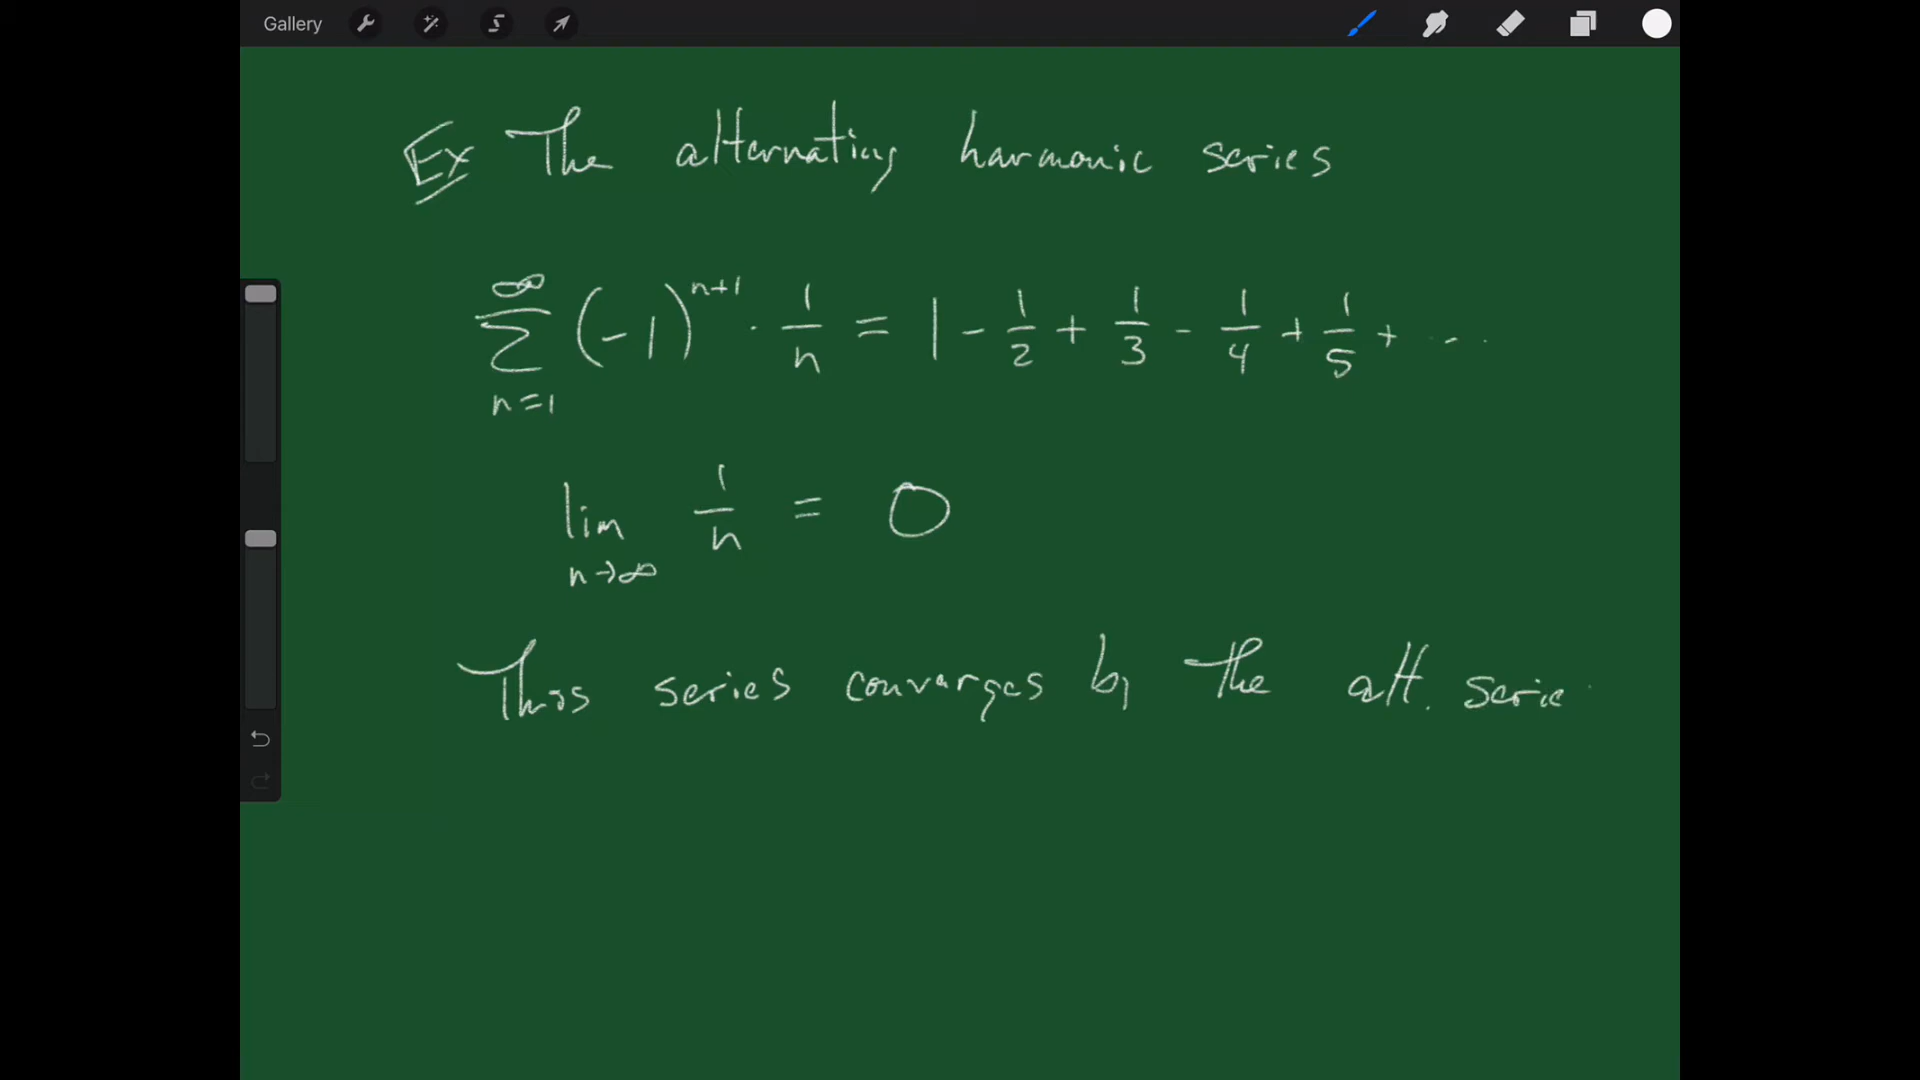 Gallery
Ex The alternating harmonic series
∞
∑ (-1)^{n+1} · 1/n = 1 - 1/2 + 1/3 - 1/4 + 1/5 + ...
n=1
lim 1/n = 0
n→∞
This series converges by the alt. serie